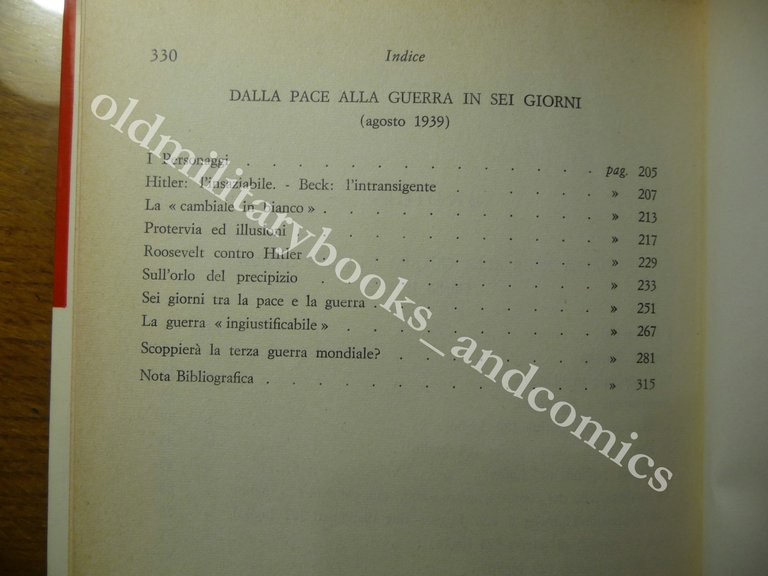 330 Indice
DALLA PACE ALLA GUERRA IN SEI GIORNI
(agosto 1939)
I Personaggi . . . . . . . . . . . . pag. 205
Hitler: l'insaziabile. - Beck: l'intransigente . . . . » 207
La « cambiale in bianco » . . . . . . . . . » 213
Protervia ed illusioni . . . . . . . . . . » 217
Roosevelt contro Hitler . . . . . . . . . » 229
Sull'orlo del precipizio . . . . . . . . . » 233
Sei giorni tra la pace e la guerra . . . . . . . » 251
La guerra « ingiustificabile » . . . . . . . . » 267
Scoppierà la terza guerra mondiale? . . . . . . » 281
Nota Bibliografica . . . . . . . . . . . » 315
oldmilitarybooks_andcomics